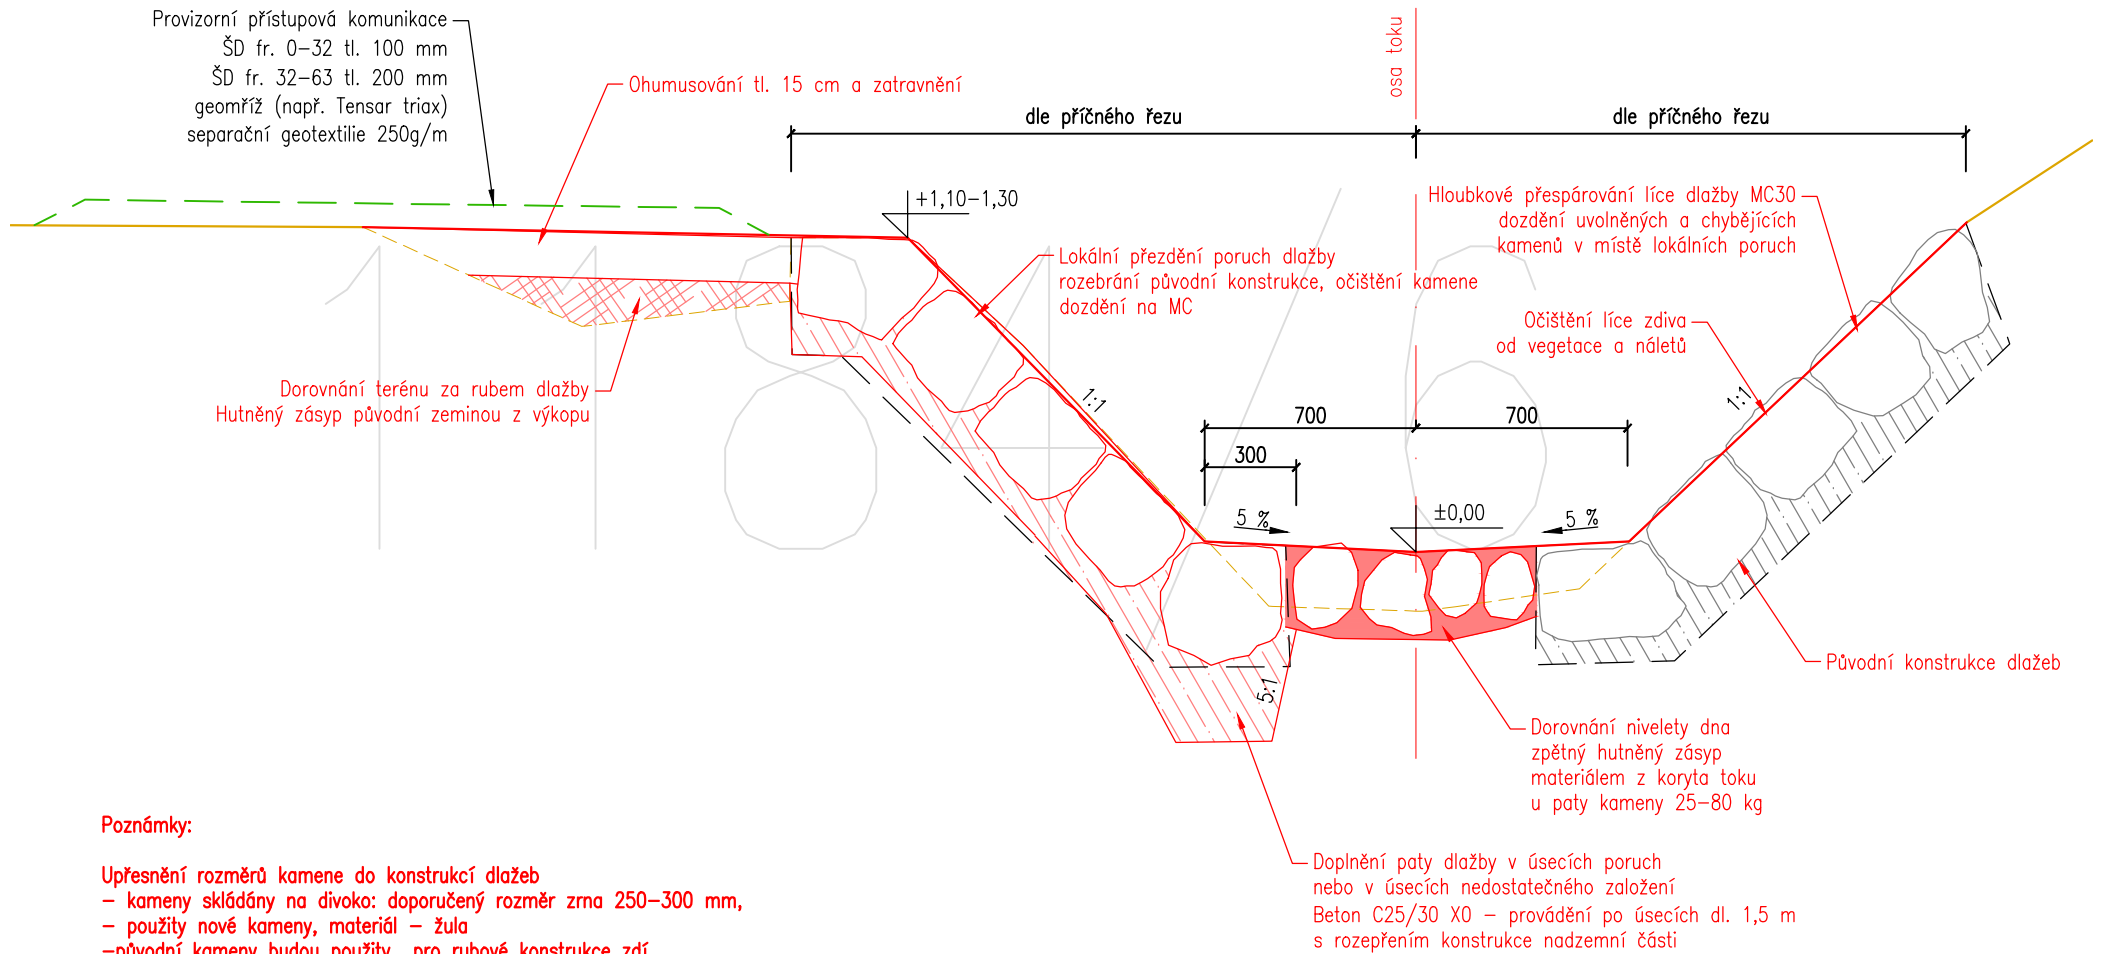 Provizorní přístupová komunikace
ŠD fr. 0-32 tl. 100 mm
ŠD fr. 32-63 tl. 200 mm
geomříž (např. Tensar triax)
separační geotextilie 250g/m
Ohumusování tl. 15 cm a zatravnění
osa toku
dle příčného řezu
dle příčného řezu
+1,10-1,30
Hloubkové přespárování líce dlažby MC30
dozdění uvolněných a chybějících
kamenů v místě lokálních poruch
Lokální přezdění poruch dlažby
rozebrání původní konstrukce, očištění kamene
dozdění na MC
Očištění líce zdiva
od vegetace a náletů
Dorovnání terénu za rubem dlažby
Hutněný zásyp původní zeminou z výkopu
1:1
1:1
700
700
300
5 %
±0,00
5 %
5:1
Původní konstrukce dlažeb
Dorovnání nivelety dna
zpětný hutněný zásyp
materiálem z koryta toku
u paty kameny 25-80 kg
Doplnění paty dlažby v úsecích poruch
nebo v úsecích nedostatečného založení
Beton C25/30 X0 - provádění po úsecích dl. 1,5 m
s rozepřením konstrukce nadzemní části
Poznámky:
Upřesnění rozměrů kamene do konstrukcí dlažeb
- kameny skládány na divoko: doporučený rozměr zrna 250-300 mm,
- použity nové kameny, materiál - žula
-původní kameny budou použity pro rubové konstrukce zdí